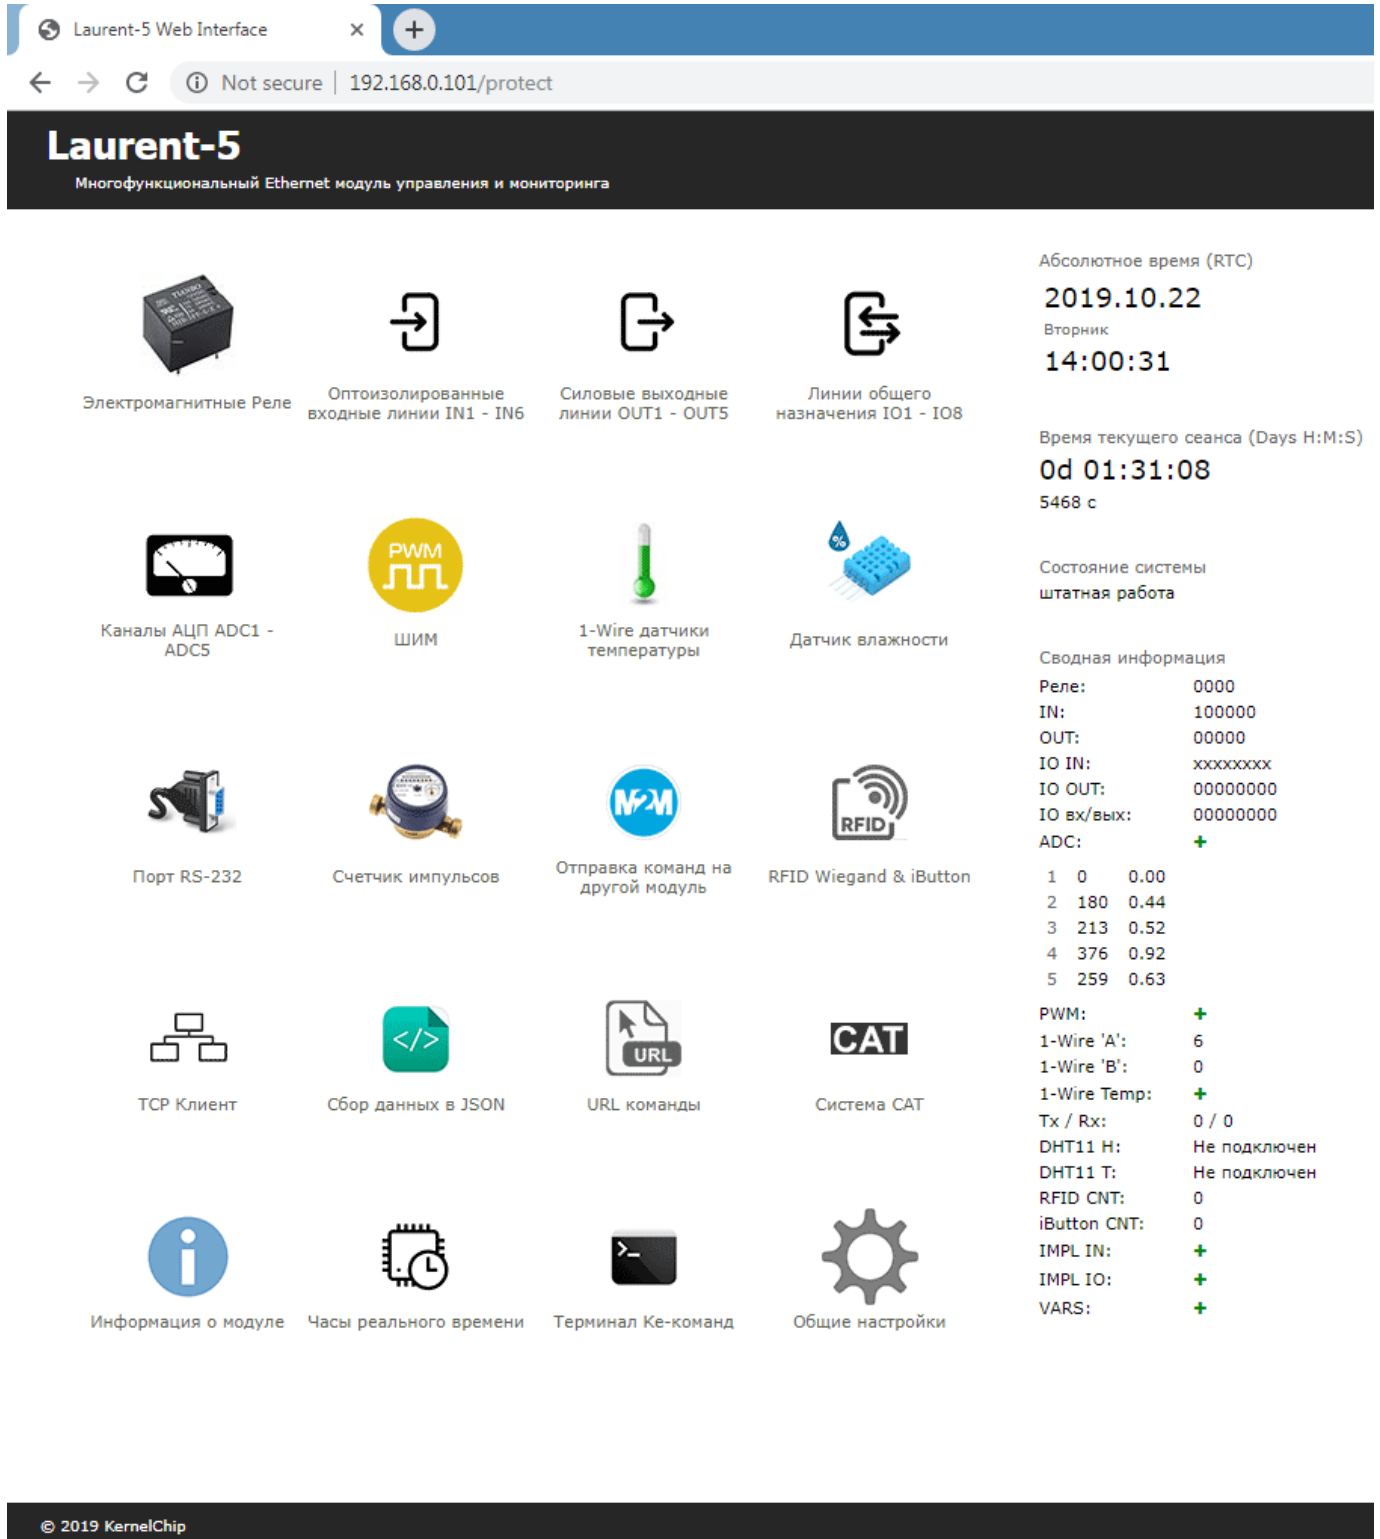 Laurent-5 Web Interface
Not secure | 192.168.0.101/protect
Laurent-5
Многофункциональный Ethernet модуль управления и мониторинга
TIANBO
Электромагнитные Реле
Оптоизолированные
входные линии IN1 - IN6
Силовые выходные
линии OUT1 - OUT5
Линии общего
назначения IO1 - IO8
PWM
%
Каналы АЦП ADC1 -
ADC5
ШИМ
1-Wire датчики
температуры
Датчик влажности
M2M
RFID
Порт RS-232
Счетчик импульсов
Отправка команд на
другой модуль
RFID Wiegand & iButton
</>
URL
CAT
TCP Клиент
Сбор данных в JSON
URL команды
Система CAT
Информация о модуле
Часы реального времени
Терминал Ke-команд
Общие настройки
Абсолютное время (RTC)
2019.10.22
Вторник
14:00:31
Время текущего сеанса (Days H:M:S)
0d 01:31:08
5468 с
Состояние системы
штатная работа
Сводная информация
Реле: 0000
IN: 100000
OUT: 00000
IO IN: xxxxxxxx
IO OUT: 00000000
IO вх/вых: 00000000
ADC: +
1 0 0.00
2 180 0.44
3 213 0.52
4 376 0.92
5 259 0.63
PWM: +
1-Wire 'A': 6
1-Wire 'B': 0
1-Wire Temp: +
Tx / Rx: 0 / 0
DHT11 H: Не подключен
DHT11 T: Не подключен
RFID CNT: 0
iButton CNT: 0
IMPL IN: +
IMPL IO: +
VARS: +
© 2019 KernelChip